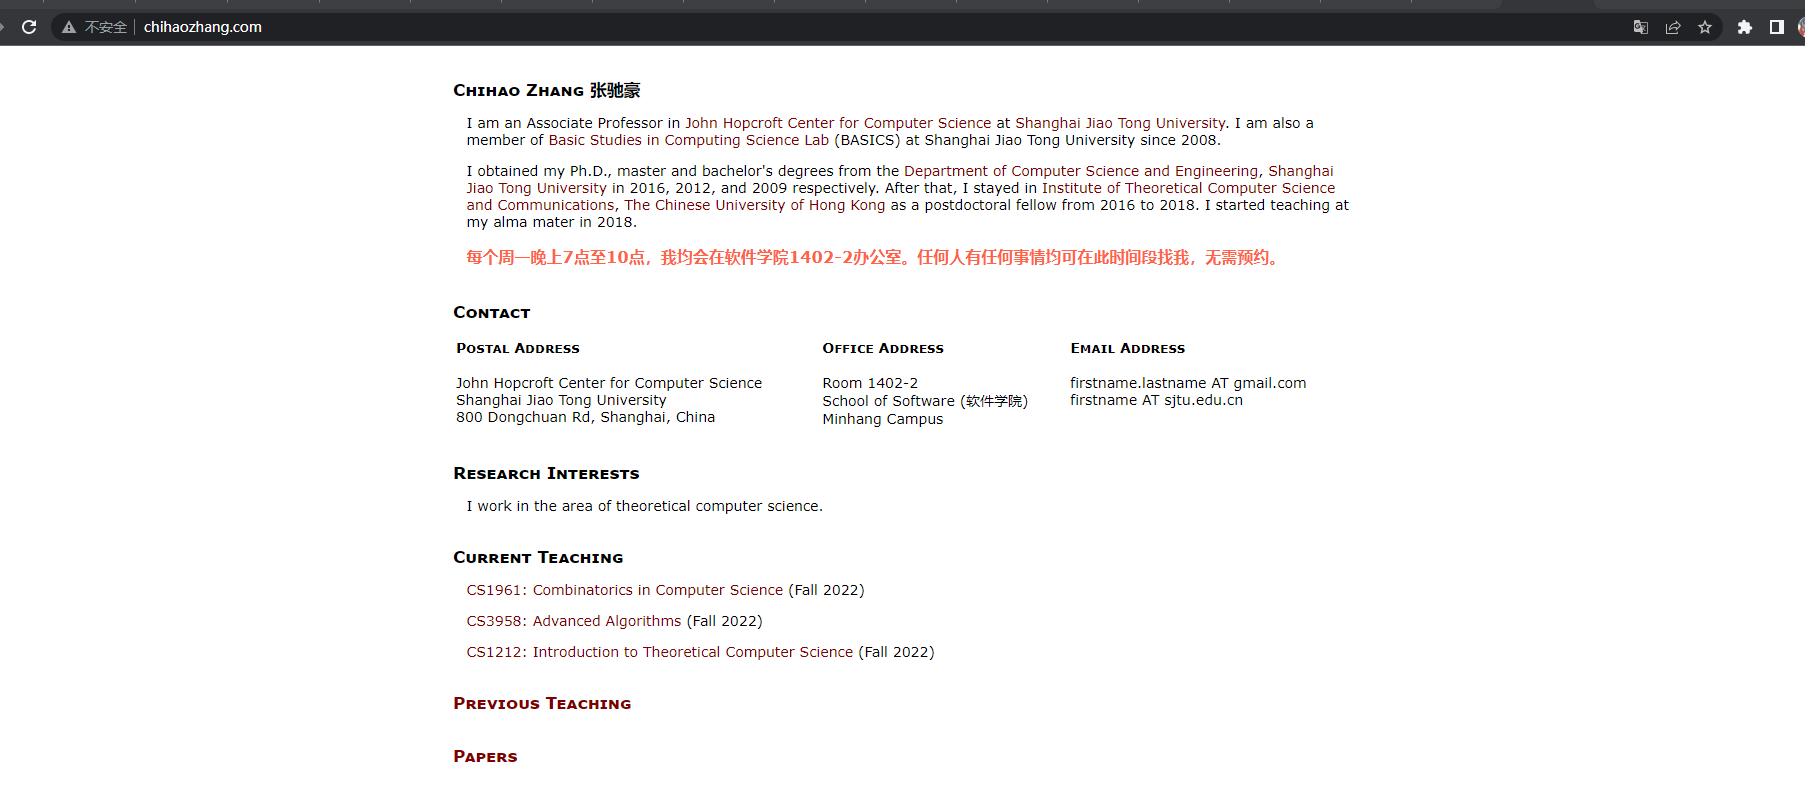 不安全 chihaozhang.com
Chihao Zhang 张驰豪
I am an Associate Professor in John Hopcroft Center for Computer Science at Shanghai Jiao Tong University. I am also a
member of Basic Studies in Computing Science Lab (BASICS) at Shanghai Jiao Tong University since 2008.
I obtained my Ph.D., master and bachelor's degrees from the Department of Computer Science and Engineering, Shanghai
Jiao Tong University in 2016, 2012, and 2009 respectively. After that, I stayed in Institute of Theoretical Computer Science
and Communications, The Chinese University of Hong Kong as a postdoctoral fellow from 2016 to 2018. I started teaching at
my alma mater in 2018.
每个周一晚上7点至10点，我均会在软件学院1402-2办公室。任何人有任何事情均可在此时间段找我，无需预约。
Contact
Postal Address
John Hopcroft Center for Computer Science
Shanghai Jiao Tong University
800 Dongchuan Rd, Shanghai, China
Office Address
Room 1402-2
School of Software (软件学院)
Minhang Campus
Email Address
firstname.lastname AT gmail.com
firstname AT sjtu.edu.cn
Research Interests
I work in the area of theoretical computer science.
Current Teaching
CS1961: Combinatorics in Computer Science (Fall 2022)
CS3958: Advanced Algorithms (Fall 2022)
CS1212: Introduction to Theoretical Computer Science (Fall 2022)
Previous Teaching
Papers